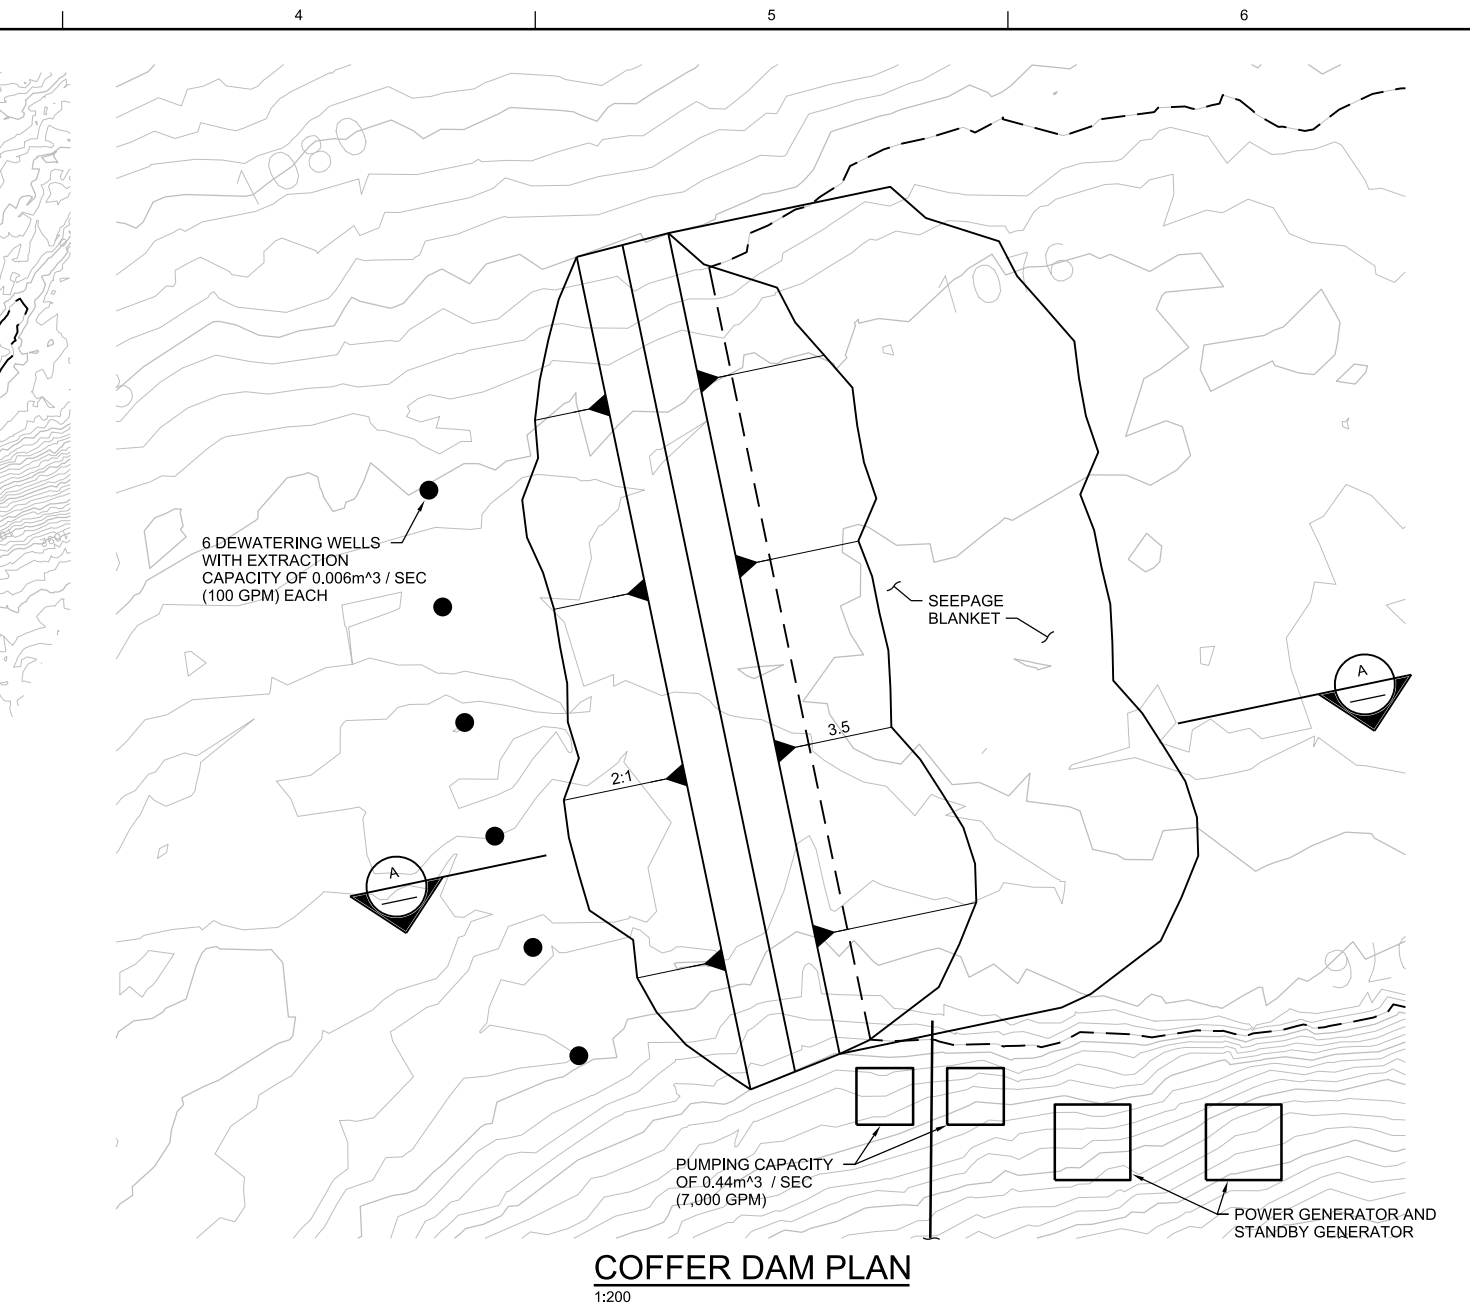 4
5
6
1080
1076
6 DEWATERING WELLS
WITH EXTRACTION
CAPACITY OF 0.006m^3 / SEC
(100 GPM) EACH
SEEPAGE
BLANKET
A
3.5
2:1
A
PUMPING CAPACITY
OF 0.44m^3 / SEC
(7,000 GPM)
POWER GENERATOR AND
STANDBY GENERATOR
COFFER DAM PLAN
1:200